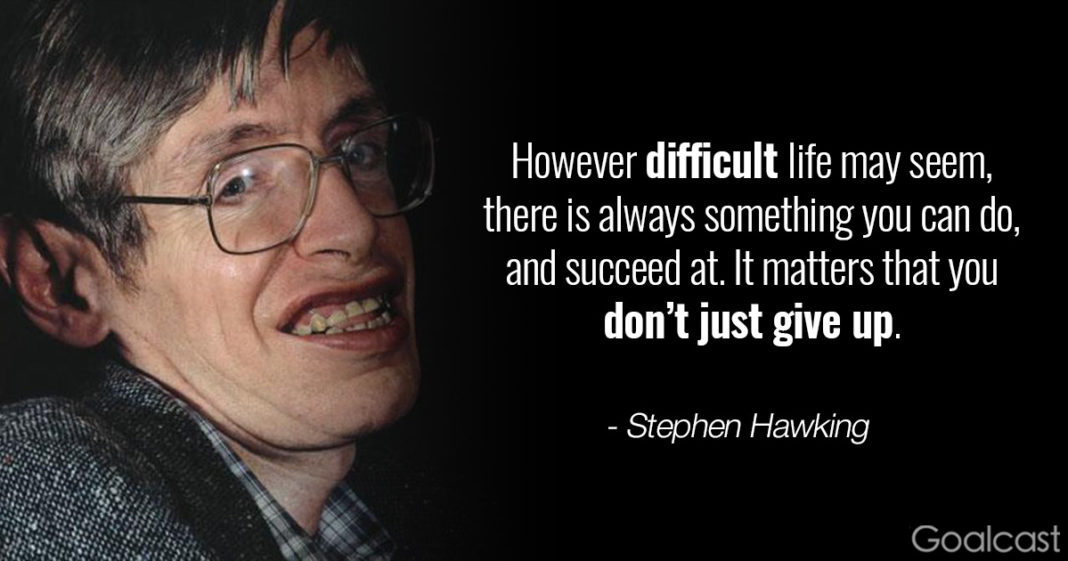 However difficult life may seem,
there is always something you can do,
and succeed at. It matters that you
don’t just give up.
- Stephen Hawking
Goalcast